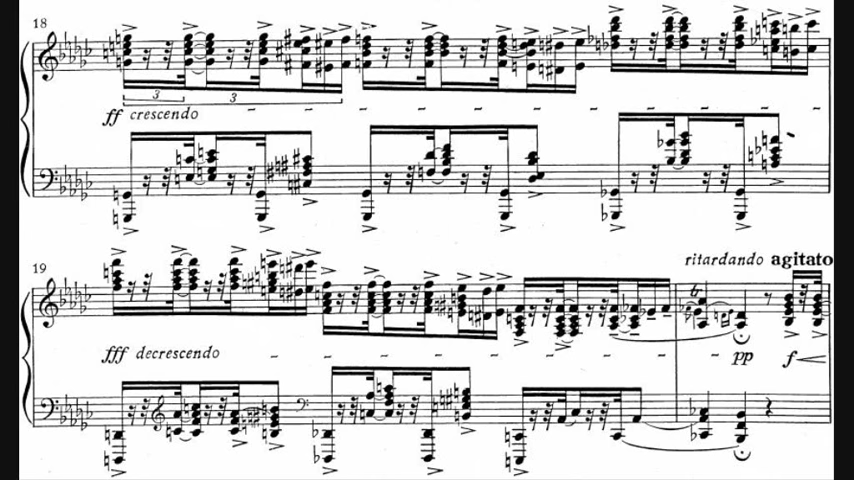 18
3
3
ff crescendo
19
ritardando agitato
fff decrescendo
pp
f